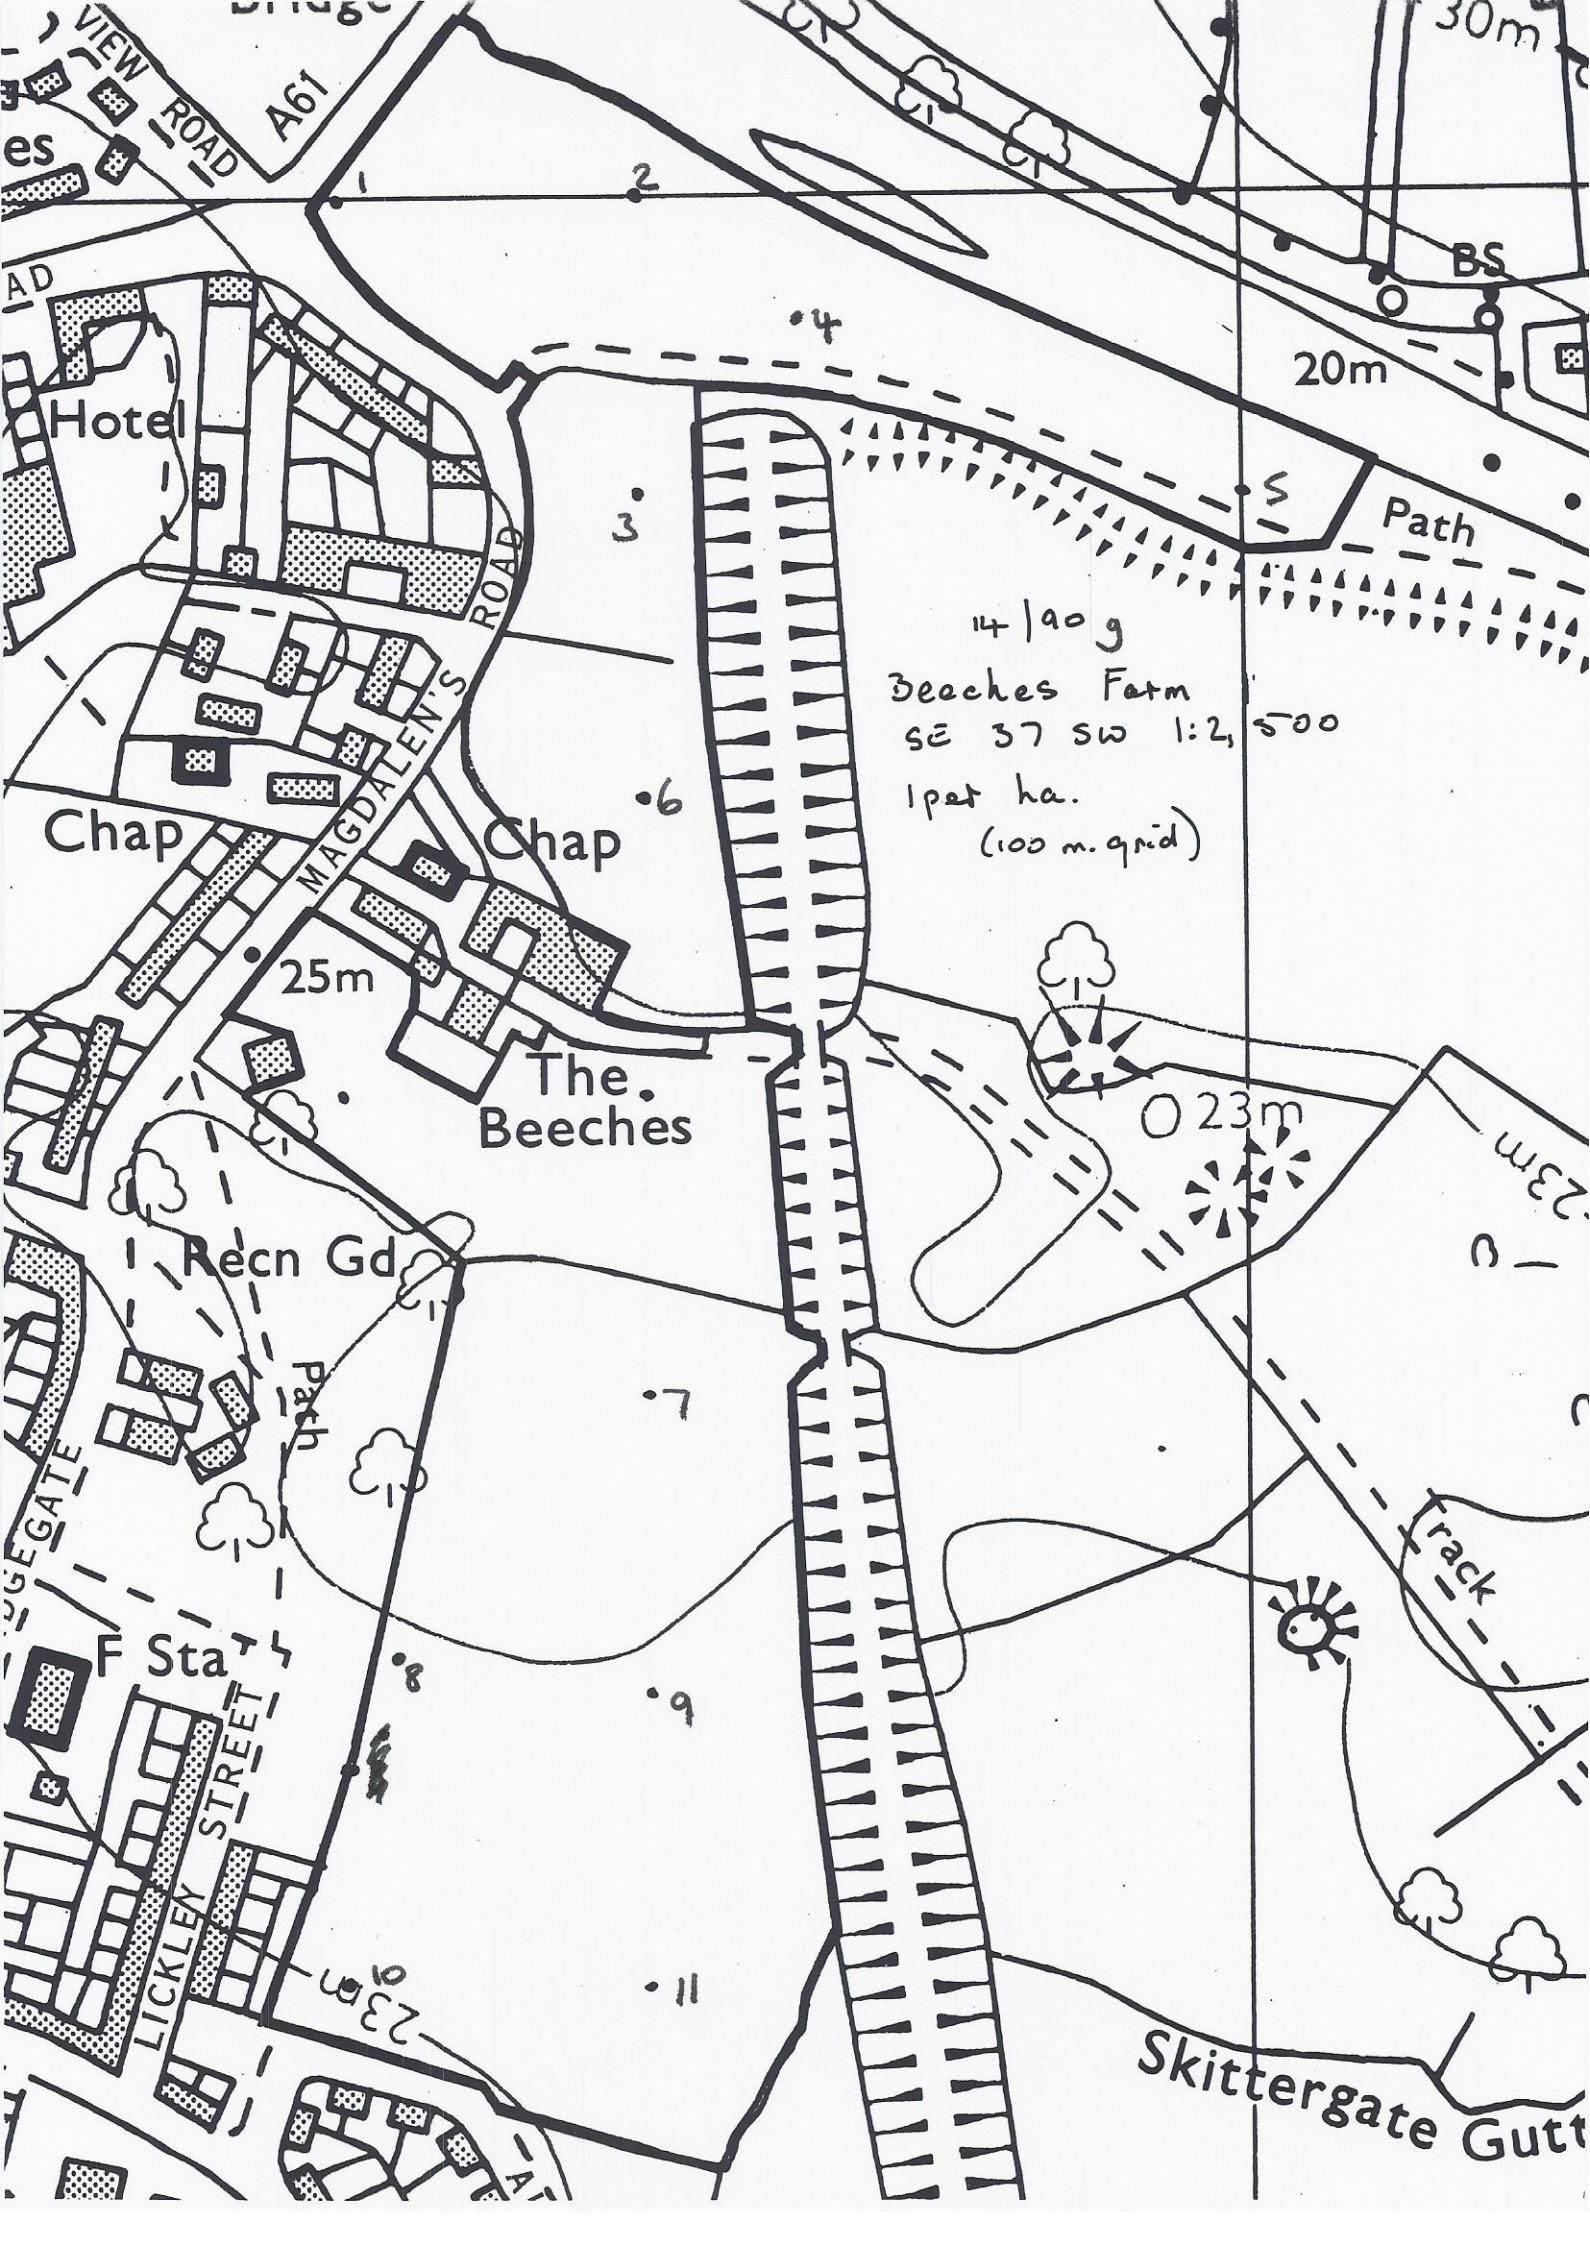 Bridge
30m
VIEW ROAD
A61
es
1
2
BS
AD
4
20m
Hotel
5
Path
3
ROAD
14/90 g
Beeches Farm
SE 37 SW 1:2,500
1 per ha.
(100 m. grid)
MAGDALEN'S
6
Chap
Chap
25m
The
Beeches
23m
23m
Recn Gd
Path
7
GEGATE
Track
F Sta
8
9
STREET
LICKLEY
10
23m
11
Skittergate Gutt